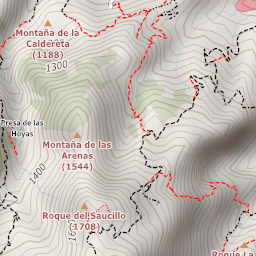 Montaña de la
Caldereta
(1188)
1300
Presa de las
Hoyas
Montaña de las
Arenas
(1544)
1400
Roque del Saucillo
(1708)
Roque La